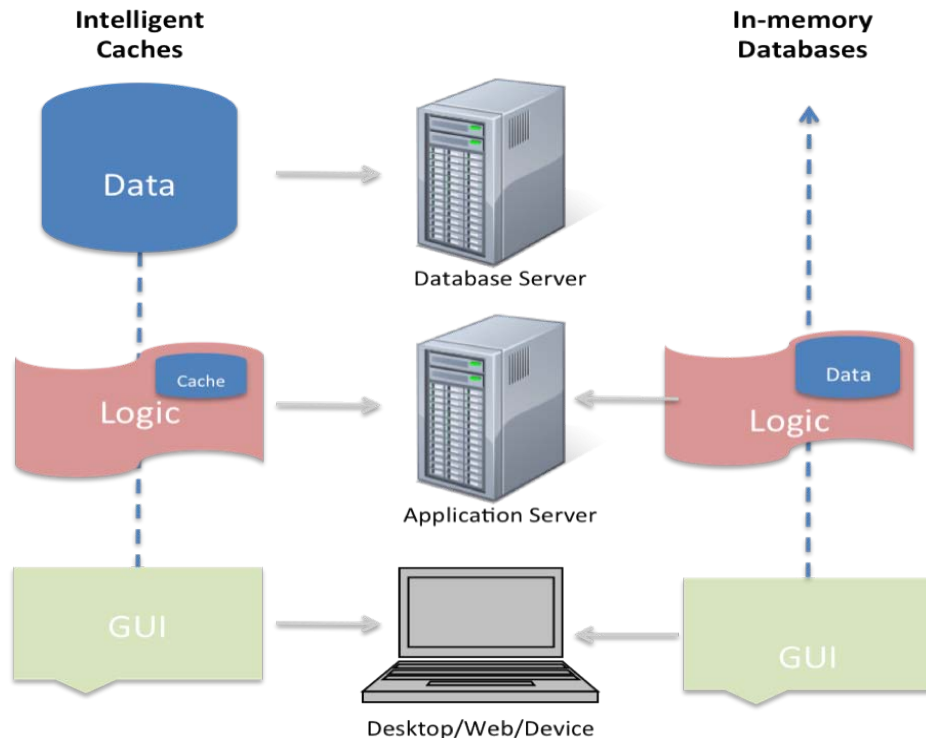 Intelligent
Caches
In-memory
Databases
Data
Database Server
Cache
Logic
Data
Logic
Application Server
GUI
GUI
Desktop/Web/Device